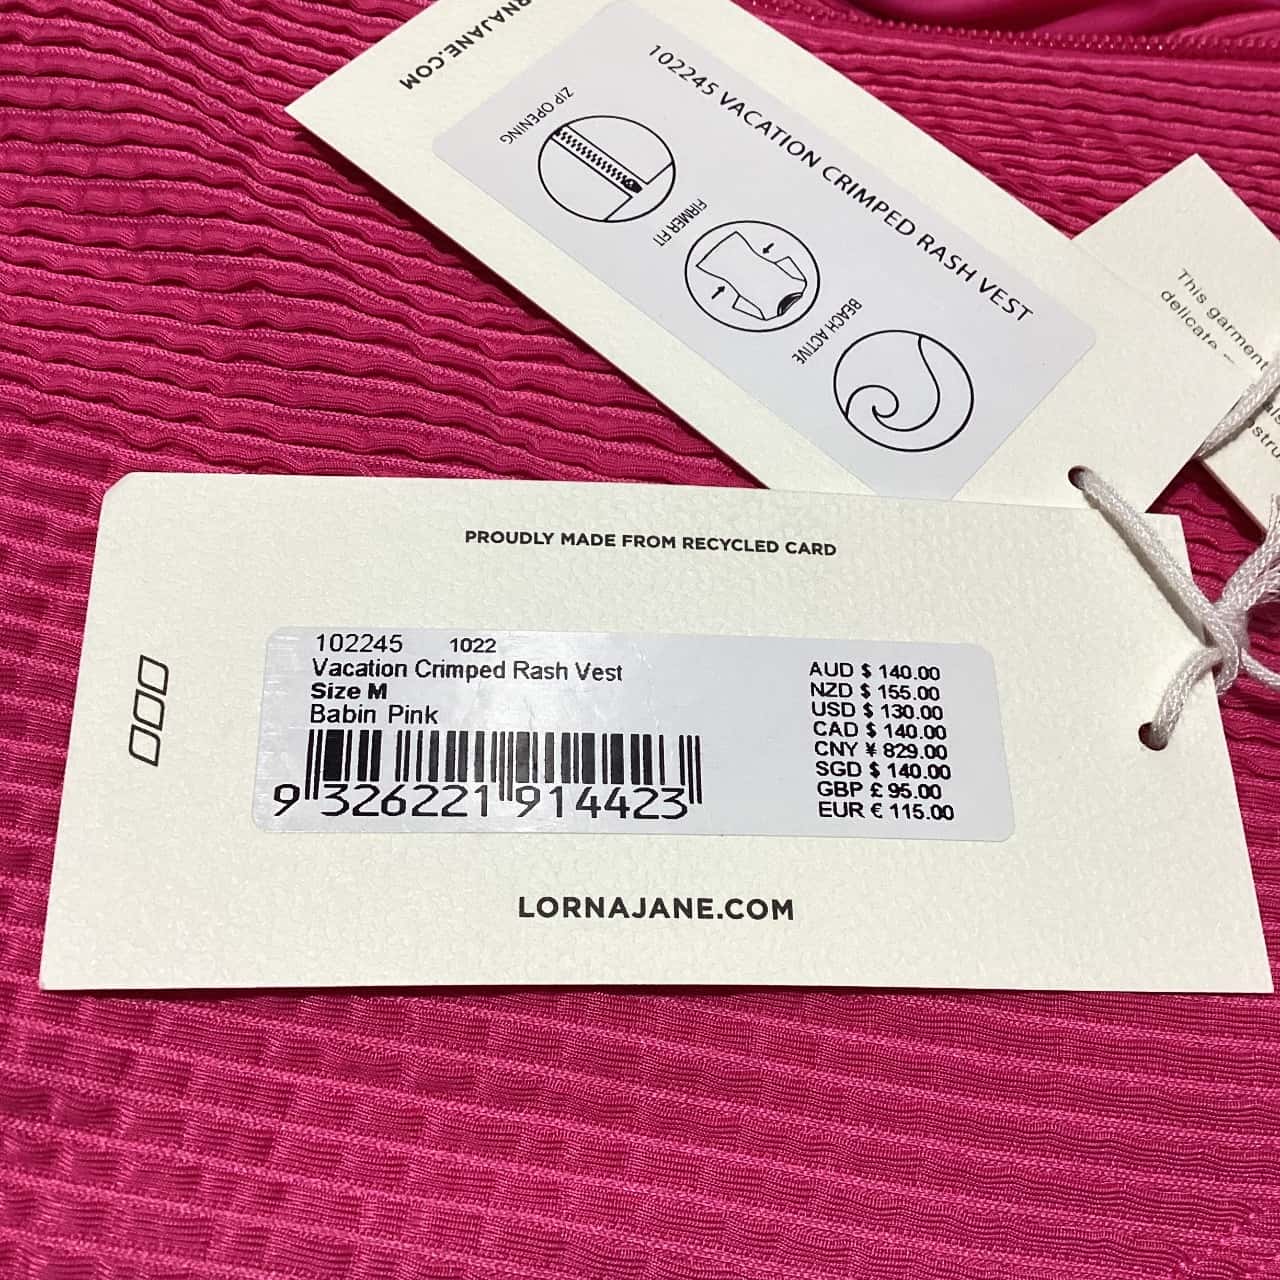 RNAJANE.COM
102245 VACATION CRIMPED RASH VEST
ZIP OPENING
FIRMER FIT
BEACH ACTIVE
This garment
delicate
PROUDLY MADE FROM RECYCLED CARD
102245 1022
Vacation Crimped Rash Vest
Size M
Babin Pink
9 326221 914423
AUD $ 140.00
NZD $ 155.00
USD $ 130.00
CAD $ 140.00
CNY ¥ 829.00
SGD $ 140.00
GBP £ 95.00
EUR € 115.00
LORNAJANE.COM